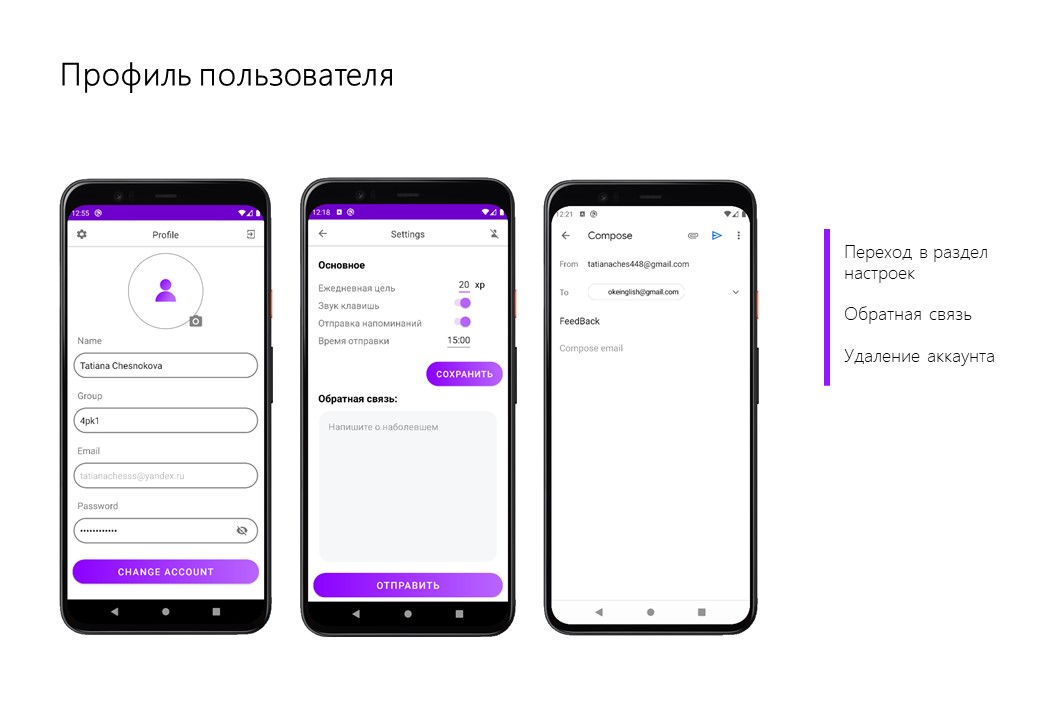 Профиль пользователя
12:55
Profile
Name
Tatiana Chesnokova
Group
4pk1
Email
tatianachesss@yandex.ru
Password
••••••••••••
CHANGE ACCOUNT
12:18
Settings
Основное
Ежедневная цель 20 xp
Звук клавишь
Отправка напоминаний
Время отправки 15:00
СОХРАНИТЬ
Обратная связь:
Напишите о наболевшем
ОТПРАВИТЬ
12:21
Compose
From tatianaches448@gmail.com
To okeinglish@gmail.com
FeedBack
Compose email
Переход в раздел
настроек
Обратная связь
Удаление аккаунта